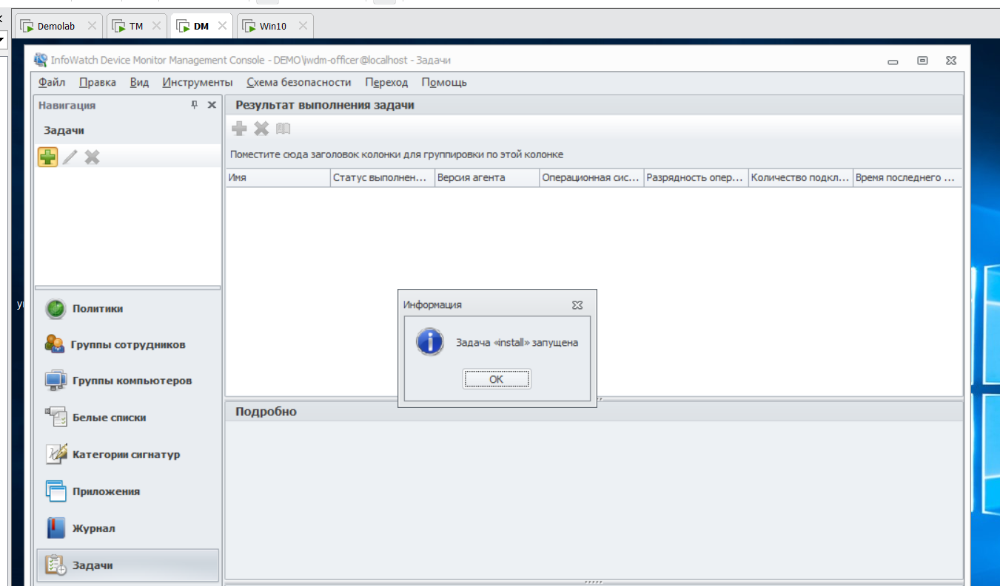 Demolab
TM
DM
Win10
InfoWatch Device Monitor Management Console - DEMO\iwdm-officer@localhost - Задачи
Файл Правка Вид Инструменты Схема безопасности Переход Помощь
Навигация
Результат выполнения задачи
Задачи
Поместите сюда заголовок колонки для группировки по этой колонке
Имя
Статус выполнен...
Версия агента
Операционная сис...
Разрядность опер...
Количество подкл...
Время последнего ...
Информация
Задача «install» запущена
OK
Политики
Группы сотрудников
Группы компьютеров
Белые списки
Категории сигнатур
Приложения
Журнал
Задачи
Подробно